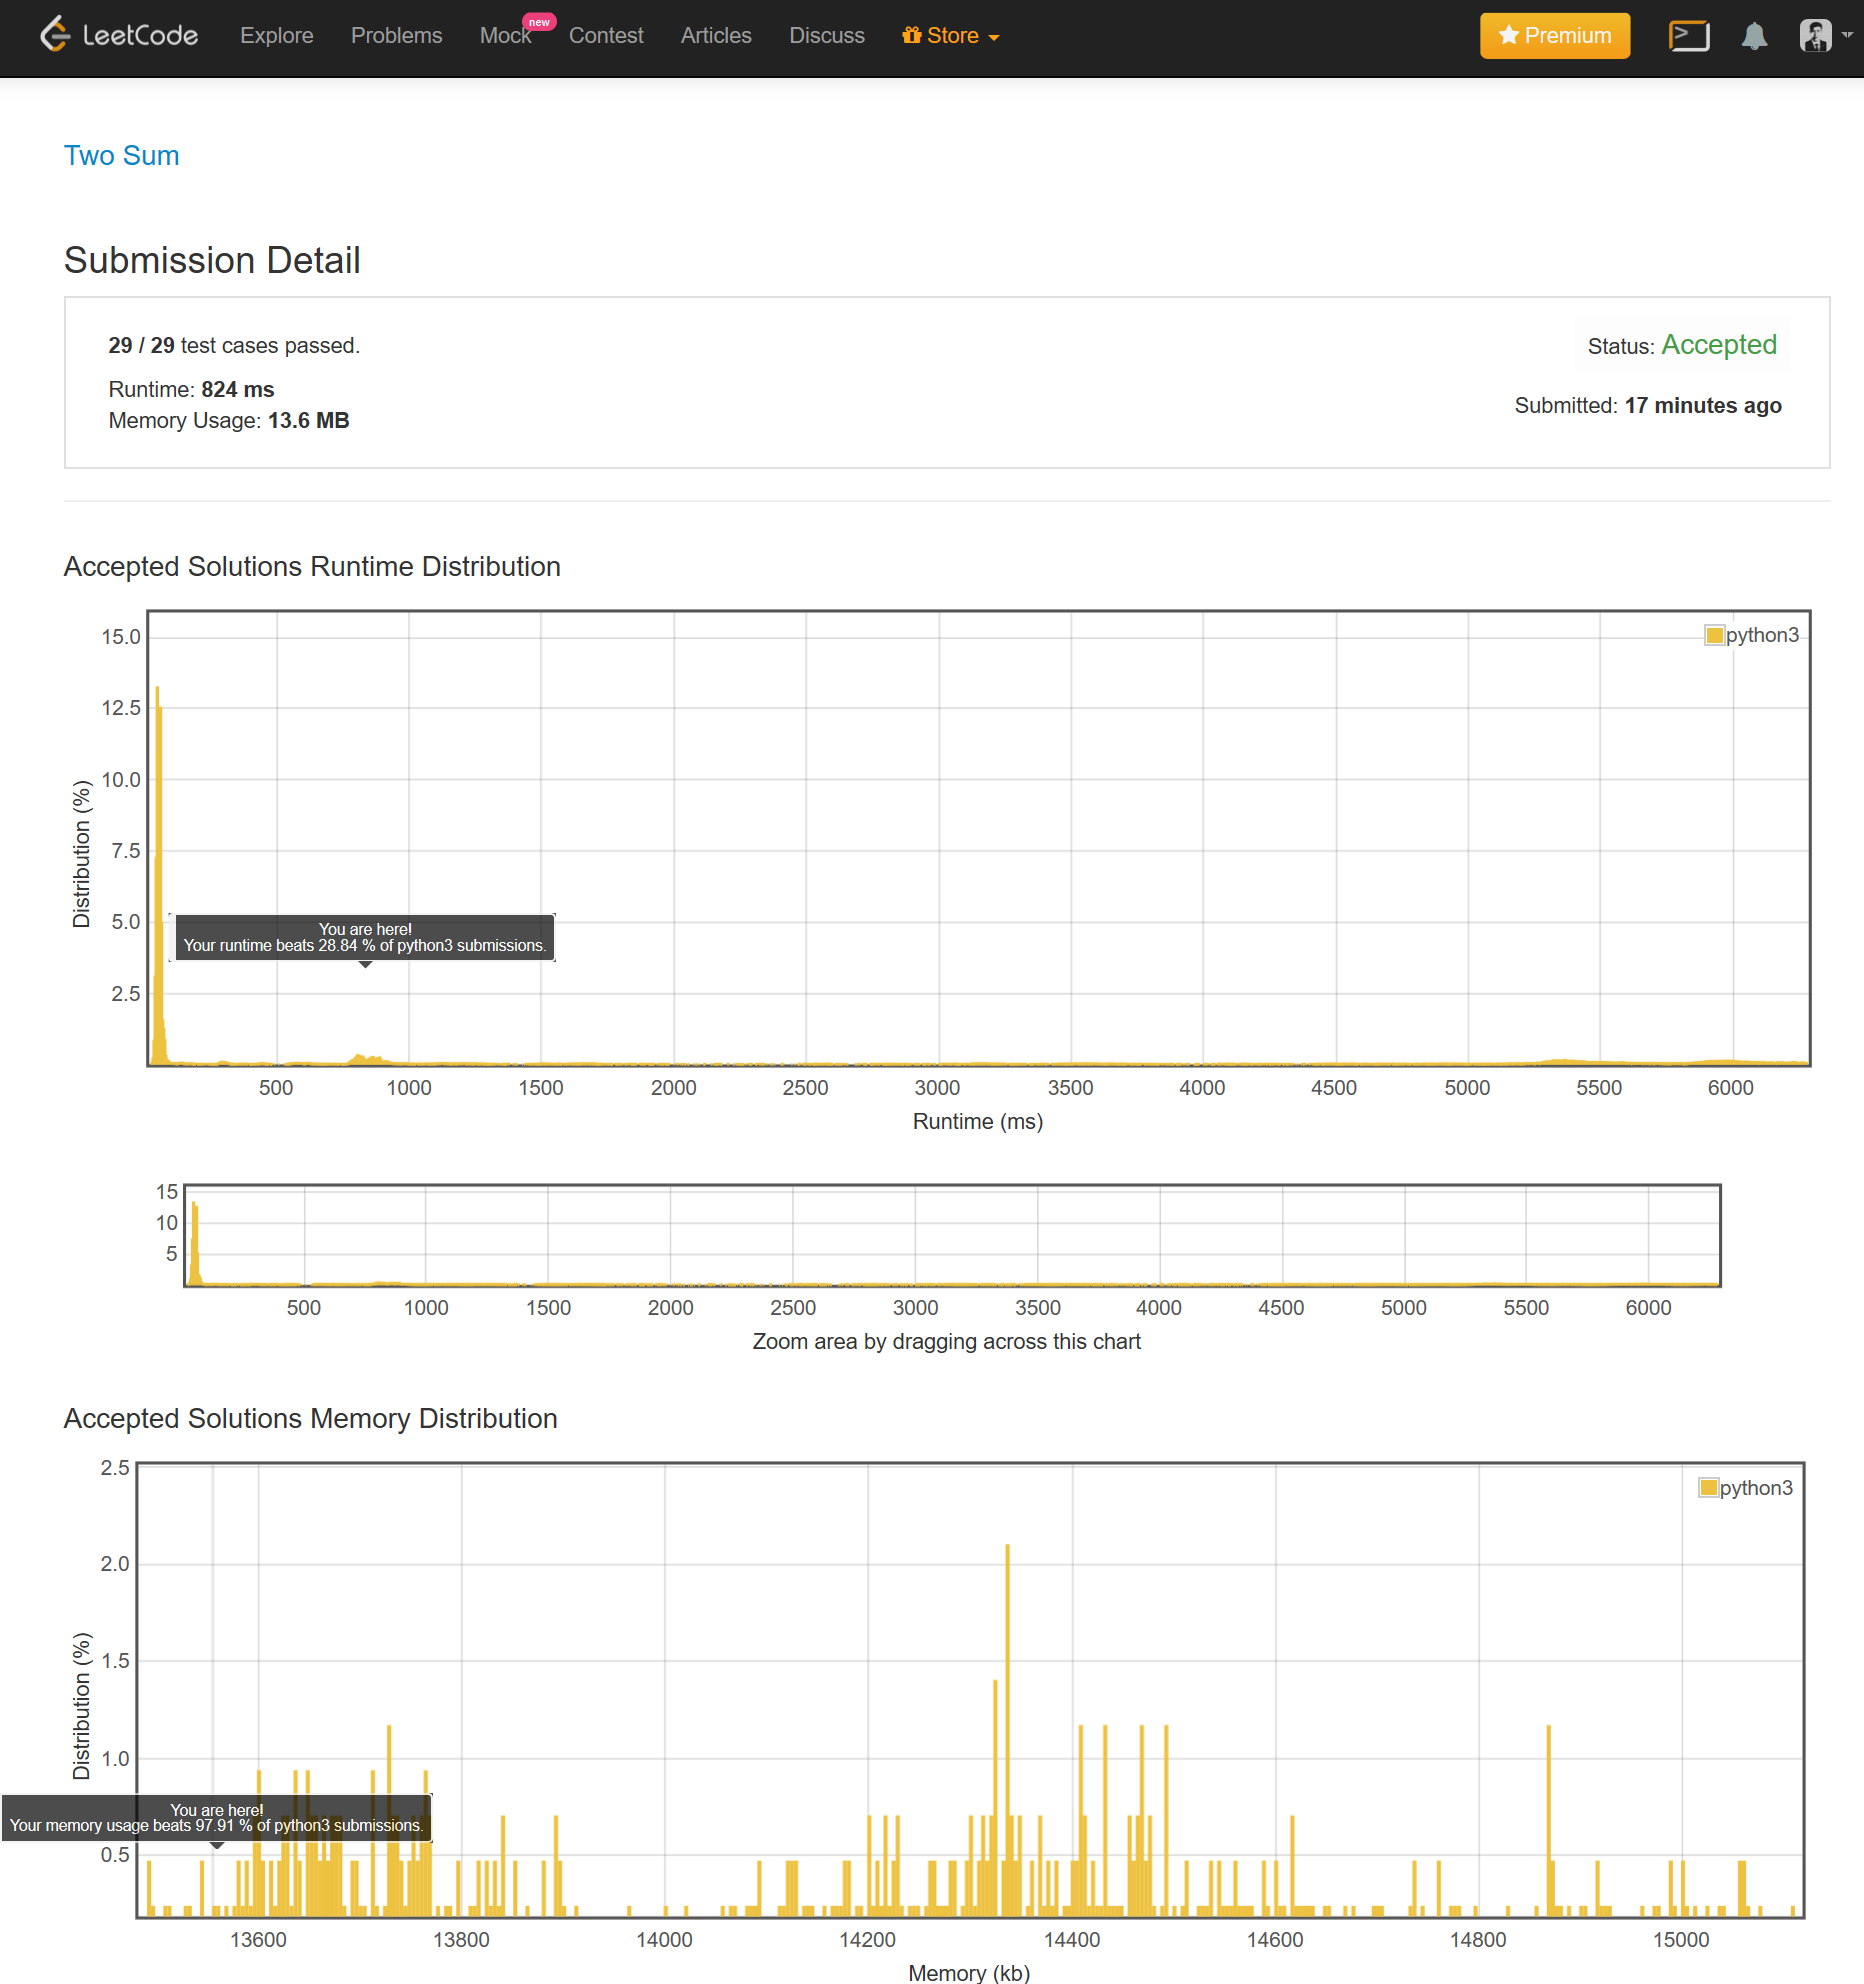 LeetCode Explore Problems Mock new Contest Articles Discuss Store Premium
Two Sum
Submission Detail
29 / 29 test cases passed.
Status: Accepted
Runtime: 824 ms
Submitted: 17 minutes ago
Memory Usage: 13.6 MB
Accepted Solutions Runtime Distribution
python3
Distribution (%)
15.0
12.5
10.0
7.5
5.0
2.5
You are here!
Your runtime beats 28.84 % of python3 submissions.
500 1000 1500 2000 2500 3000 3500 4000 4500 5000 5500 6000
Runtime (ms)
15
10
5
500 1000 1500 2000 2500 3000 3500 4000 4500 5000 5500 6000
Zoom area by dragging across this chart
Accepted Solutions Memory Distribution
python3
Distribution (%)
2.5
2.0
1.5
1.0
0.5
You are here!
Your memory usage beats 97.91 % of python3 submissions.
13600 13800 14000 14200 14400 14600 14800 15000
Memory (kb)